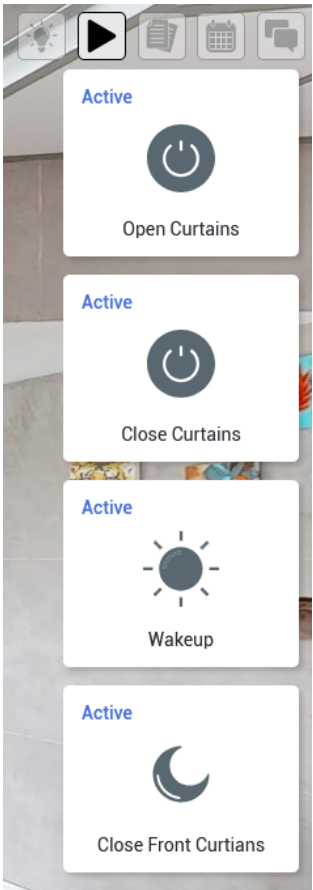 Active
Open Curtains
Active
Close Curtains
Active
Wakeup
Active
Close Front Curtians